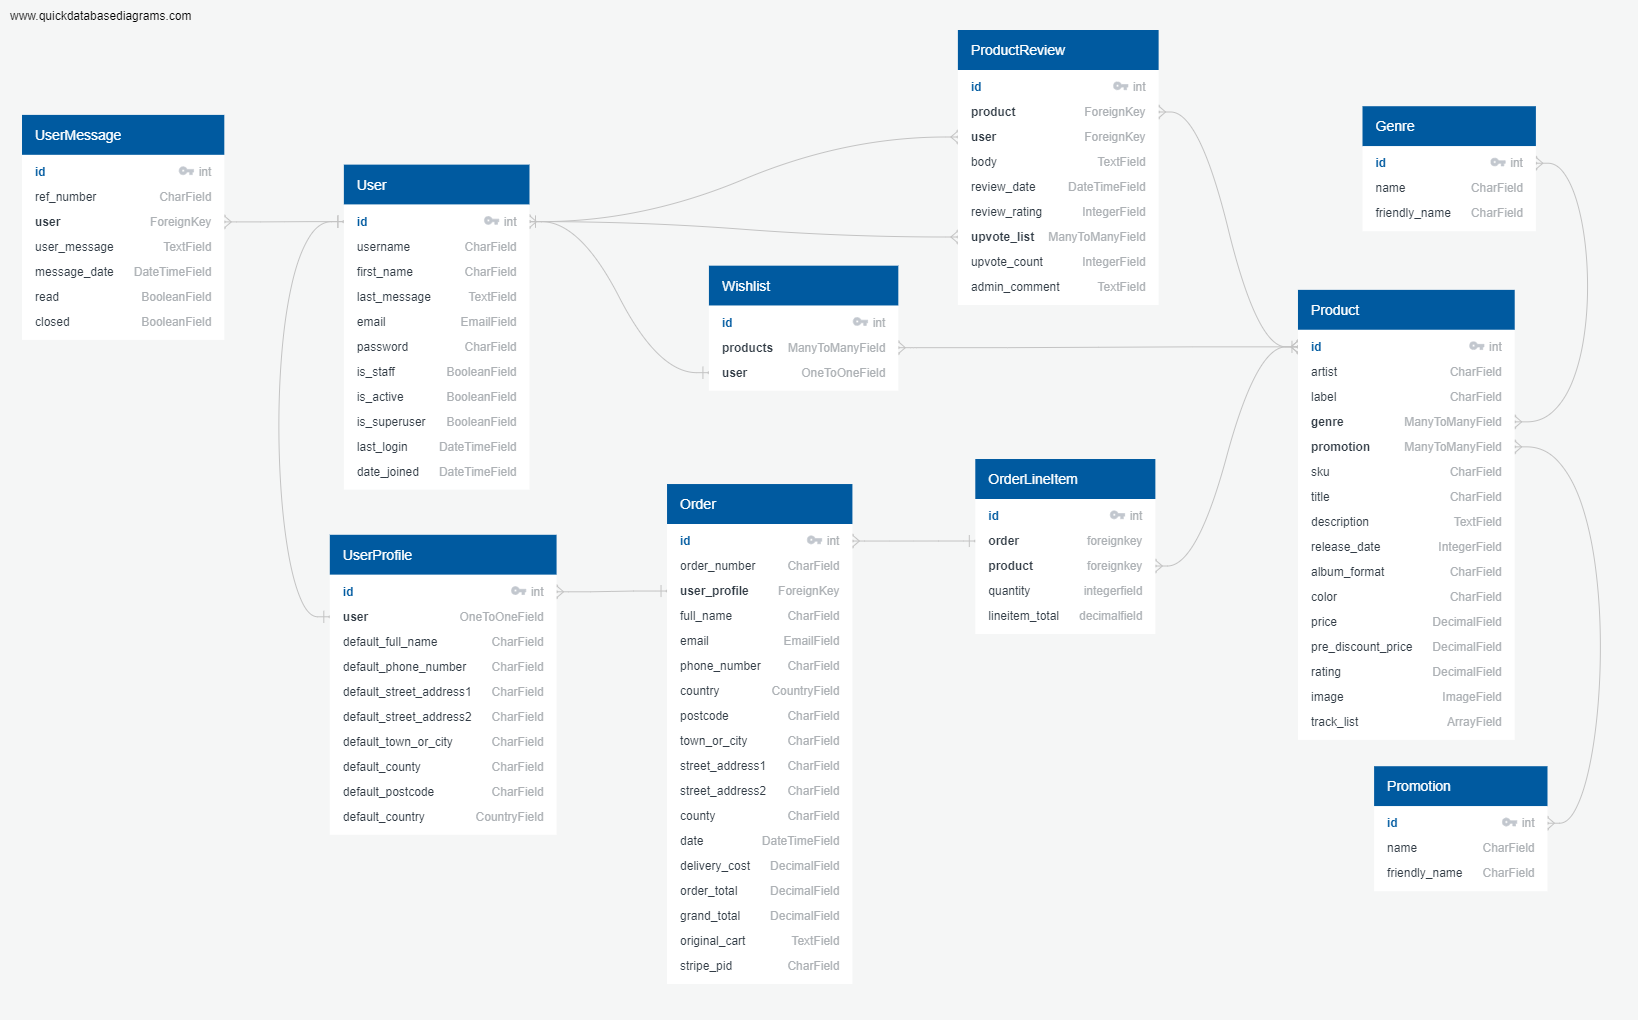 www.quickdatabasediagrams.com
UserMessage
id int
ref_number CharField
user ForeignKey
user_message TextField
message_date DateTimeField
read BooleanField
closed BooleanField
User
id int
username CharField
first_name CharField
last_message TextField
email EmailField
password CharField
is_staff BooleanField
is_active BooleanField
is_superuser BooleanField
last_login DateTimeField
date_joined DateTimeField
UserProfile
id int
user OneToOneField
default_full_name CharField
default_phone_number CharField
default_street_address1 CharField
default_street_address2 CharField
default_town_or_city CharField
default_county CharField
default_postcode CharField
default_country CountryField
Wishlist
id int
products ManyToManyField
user OneToOneField
Order
id int
order_number CharField
user_profile ForeignKey
full_name CharField
email EmailField
phone_number CharField
country CountryField
postcode CharField
town_or_city CharField
street_address1 CharField
street_address2 CharField
county CharField
date DateTimeField
delivery_cost DecimalField
order_total DecimalField
grand_total DecimalField
original_cart TextField
stripe_pid CharField
ProductReview
id int
product ForeignKey
user ForeignKey
body TextField
review_date DateTimeField
review_rating IntegerField
upvote_list ManyToManyField
upvote_count IntegerField
admin_comment TextField
OrderLineItem
id int
order foreignkey
product foreignkey
quantity integerfield
lineitem_total decimalfield
Genre
id int
name CharField
friendly_name CharField
Product
id int
artist CharField
label CharField
genre ManyToManyField
promotion ManyToManyField
sku CharField
title CharField
description TextField
release_date IntegerField
album_format CharField
color CharField
price DecimalField
pre_discount_price DecimalField
rating DecimalField
image ImageField
track_list ArrayField
Promotion
id int
name CharField
friendly_name CharField